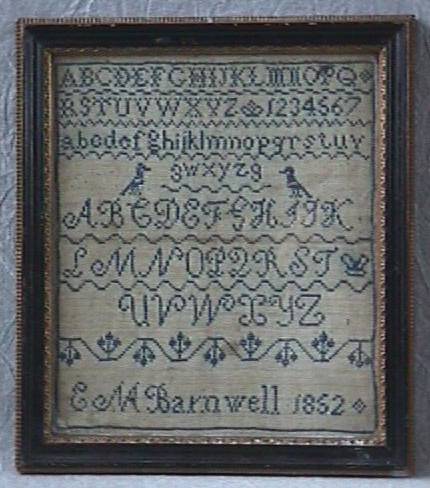 ABCDEFGHIJKLMNOPQ
RSTUVWXYZ 1234567
abcdefghijklmnopqrstuv
wxyz
ABCDEFGHIJK
LMNOPQRST
UVWXYZ
E M Barnwell 1852